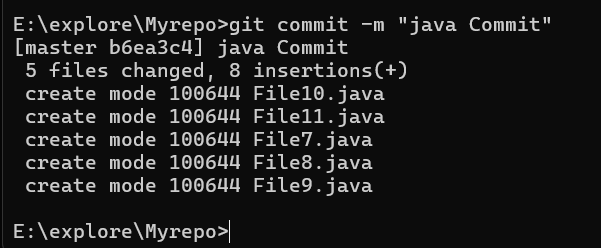 E:\explore\Myrepo>git commit -m "java Commit"
[master b6ea3c4] java Commit
 5 files changed, 8 insertions(+)
 create mode 100644 File10.java
 create mode 100644 File11.java
 create mode 100644 File7.java
 create mode 100644 File8.java
 create mode 100644 File9.java
E:\explore\Myrepo>